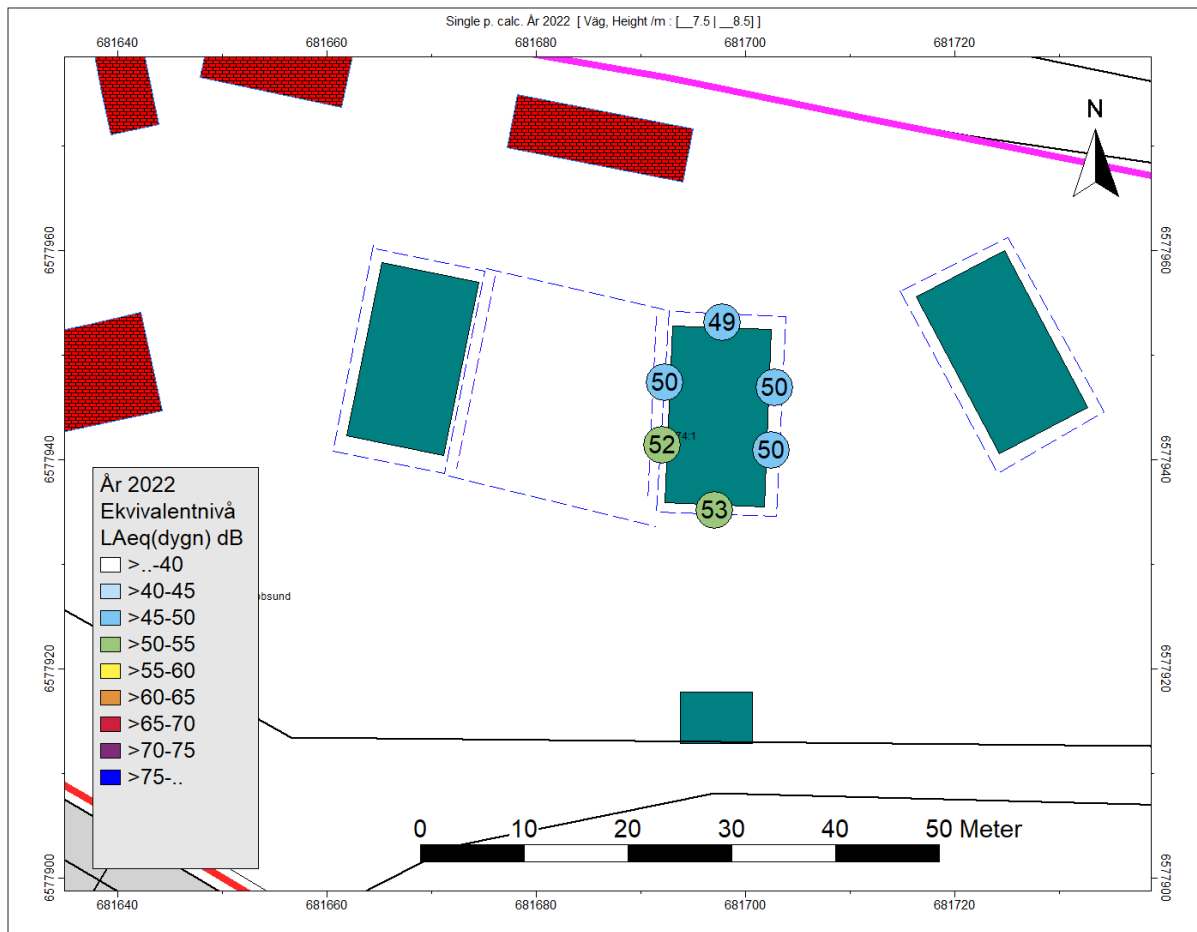 Single p. calc. År 2022 [ Väg, Height /m : [__7.5 | __8.5] ]
681640 681660 681680 681700 681720
N
6577960 6577960
49
50 50
74:1
52 50
6577940 6577940
53
År 2022
Ekvivalentnivå
LAeq(dygn) dB
>..-40
>40-45
>45-50
>50-55
>55-60
>60-65
>65-70
>70-75
>75-..
obsund
6577920 6577920
0 10 20 30 40 50 Meter
6577900 6577900
681640 681660 681680 681700 681720